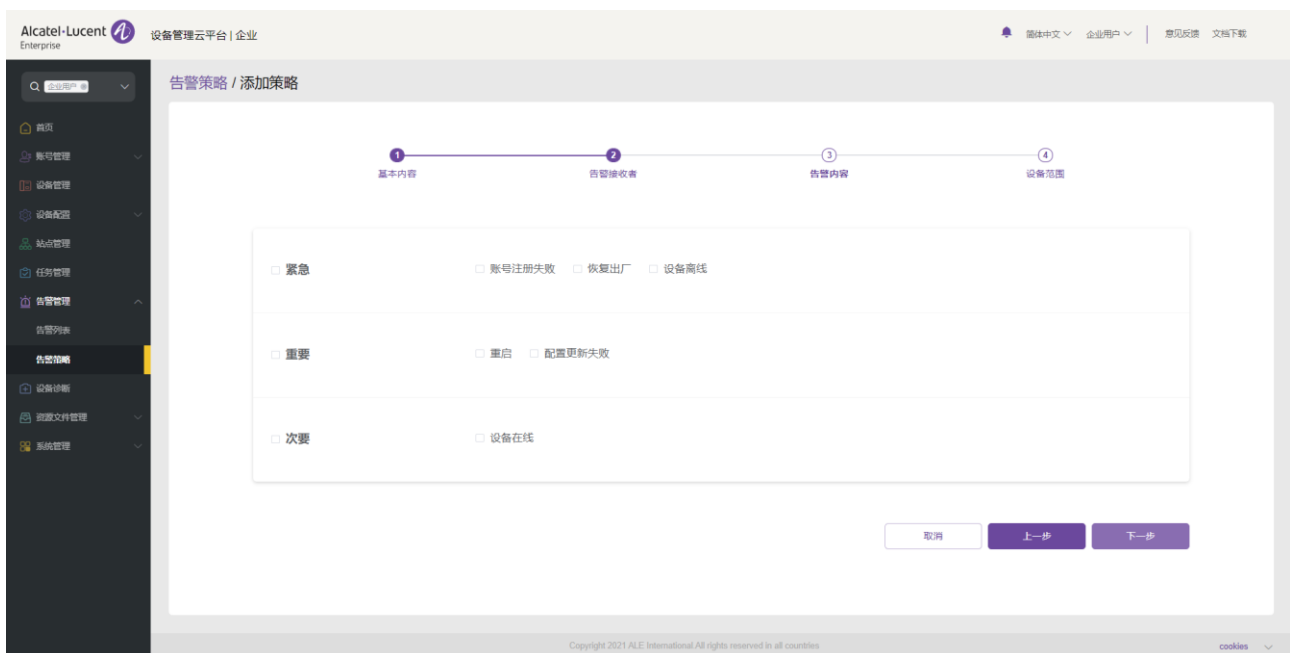 Alcatel·Lucent
Enterprise
设备管理云平台 | 企业
简体中文 企业用户 意见反馈 文档下载
企业用户
告警策略 / 添加策略
首页
账号管理
设备管理
设备配置
站点管理
任务管理
告警管理
告警列表
告警策略
设备诊断
资源文件管理
系统管理
1 2 3 4
基本内容 告警接收者 告警内容 设备范围
紧急 账号注册失败 恢复出厂 设备离线
重要 重启 配置更新失败
次要 设备在线
取消 上一步 下一步
Copyright 2021 ALE International.All rights reserved in all countries
cookies